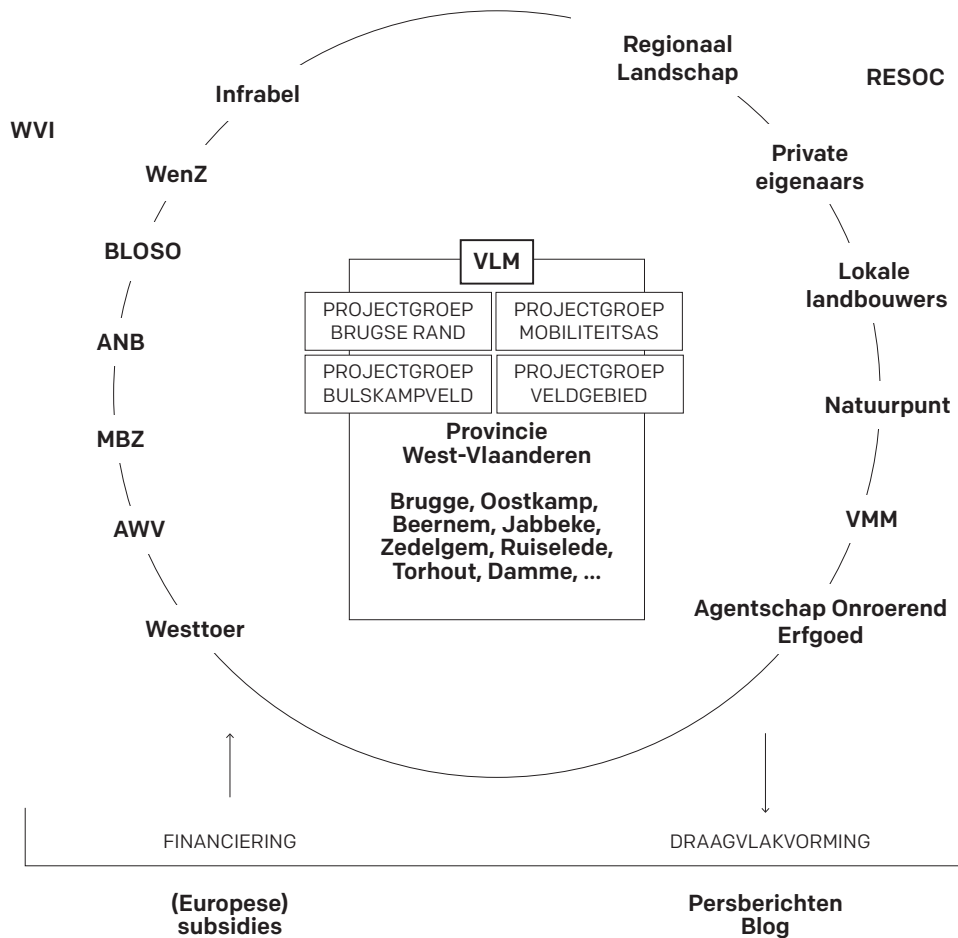 Regionaal
Landschap
RESOC
Infrabel
WVI
Private
eigenaars
WenZ
BLOSO
VLM
Lokale
landbouwers
PROJECTGROEP
BRUGSE RAND
PROJECTGROEP
MOBILITEITSAS
ANB
PROJECTGROEP
BULSKAMPVELD
PROJECTGROEP
VELDGEBIED
Natuurpunt
Provincie
West-Vlaanderen
MBZ
Brugge, Oostkamp,
Beernem, Jabbeke,
Zedelgem, Ruiselede,
Torhout, Damme, ...
VMM
AWV
Agentschap Onroerend
Erfgoed
Westtoer
FINANCIERING
DRAAGVLAKVORMING
(Europese)
subsidies
Persberichten
Blog